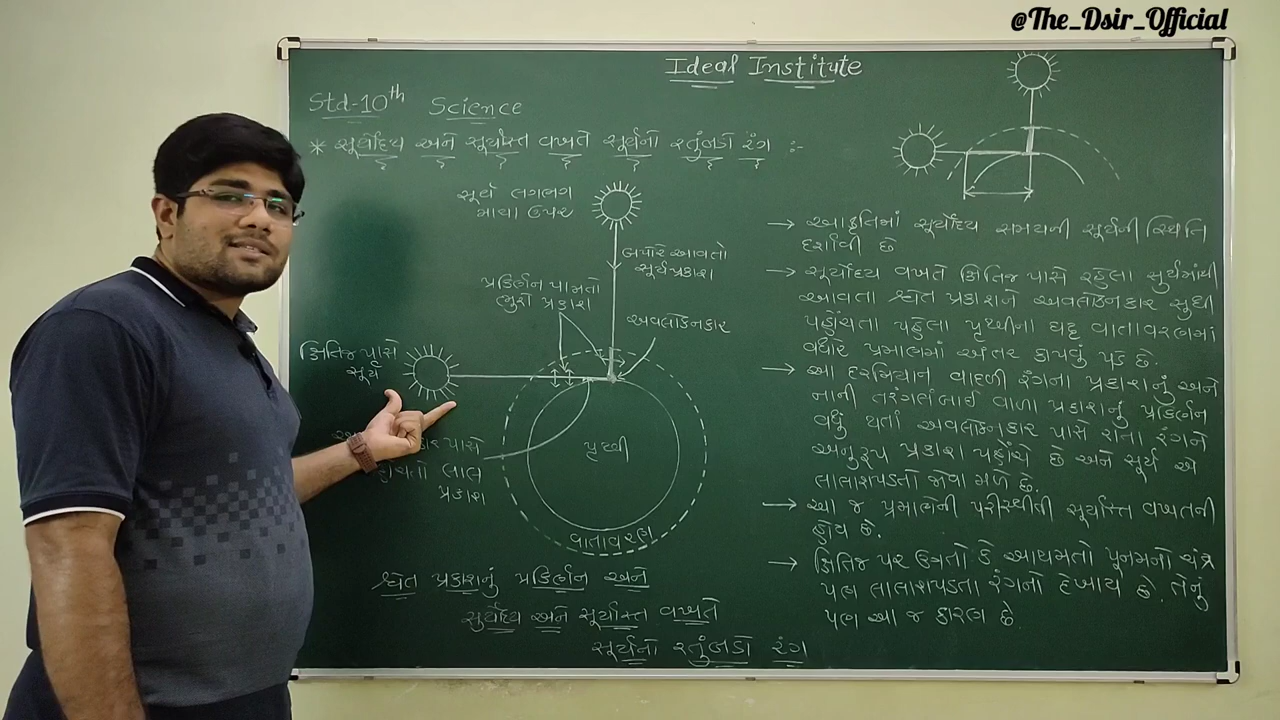 @The_Dsir_Official
Ideal Institute
Std-10th Science
* સૂર્યોદય અને સૂર્યાસ્ત વખતે સૂર્યનો રતુંબડો રંગ :-
સૂર્ય લગભગ
માથા ઉપર
બપોરે આવતો
સૂર્યપ્રકાશ
પ્રકિર્ણન પામતો
ભુરો પ્રકાશ
અવલોકનકાર
ક્ષિતિજ પાસે
સૂર્ય
પાસે
લાલ
પ્રકાશ
પૃથ્વી
વાતાવરણ
શ્વેત પ્રકાશનું પ્રકિર્ણન અને
સુર્યોદય અને સૂર્યાસ્ત વખતે
સૂર્યનો રતુંબડો રંગ
→ આકૃતિમાં સૂર્યોદય સમયની સૂર્યની સ્થિતિ
દર્શાવી છે
→ સૂર્યોદય વખતે ક્ષિતિજ પાસે રહેલા સુર્યમાંથી
આવતા શ્વેત પ્રકાશને અવલોકનકાર સુધી
પહોંચતા પહેલા પૃથ્વીના ઘટ્ટ વાતાવરણમાં
વધારે પ્રમાણમાં અંતર કાપવું પડે છે.
→ આ દરમિયાન વાદળી રંગના પ્રકાશનું અને
નાની તરંગલંબાઈ વાળા પ્રકાશનું પ્રકિર્ણન
વધું થતાં અવલોકનકાર પાસે રાતા રંગને
અનુરૂપ પ્રકાશ પહોંચે છે અને સૂર્ય એ
લાલાશપડતો જોવા મળે છે.
→ આ જ પ્રમાણેની પરીસ્થીતી સૂર્યાસ્ત વખતની
હોય છે.
→ ક્ષિતિજ પર ઉગતો કે આથમતો પૂનમનો ચંદ્ર
પણ લાલાશપડતા રંગનો દેખાય છે. તેનું
પણ આ જ કારણ છે.